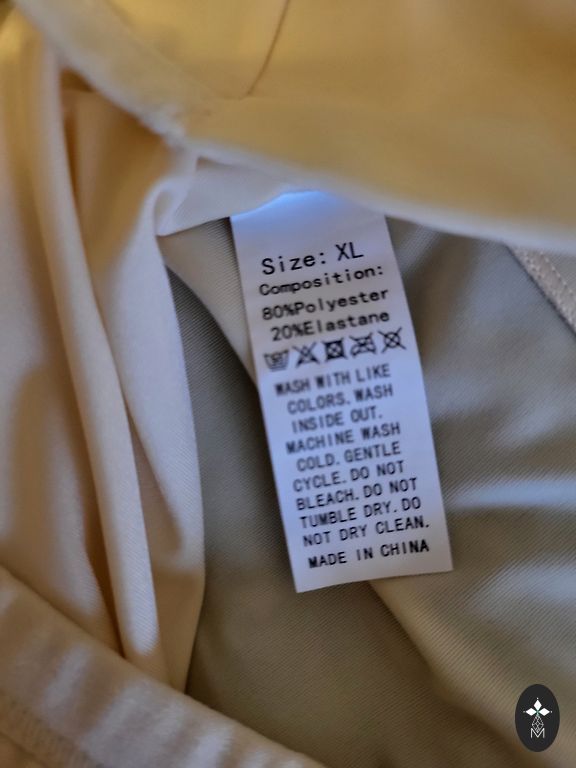 Size: XL
Composition:
80%Polyester
20%Elastane
WASH WITH LIKE
COLORS. WASH
INSIDE OUT.
MACHINE WASH
COLD. GENTLE
CYCLE. DO NOT
BLEACH. DO NOT
TUMBLE DRY. DO
NOT DRY CLEAN.
MADE IN CHINA
M